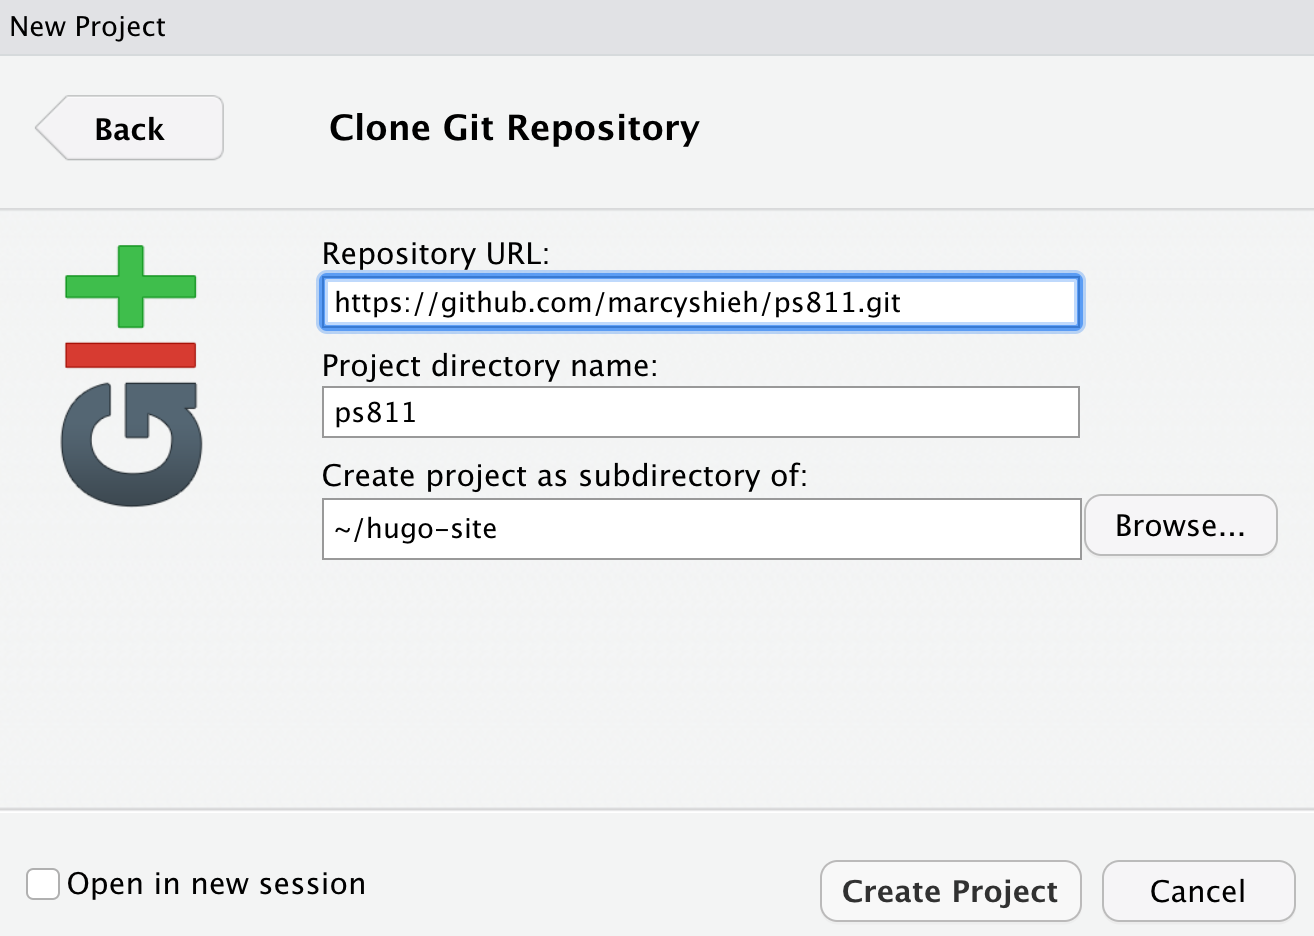 New Project
Back
Clone Git Repository
Repository URL:
https://github.com/marcyshieh/ps811.git
Project directory name:
ps811
Create project as subdirectory of:
~/hugo-site
Browse...
GIT
Open in new session
Create Project
Cancel